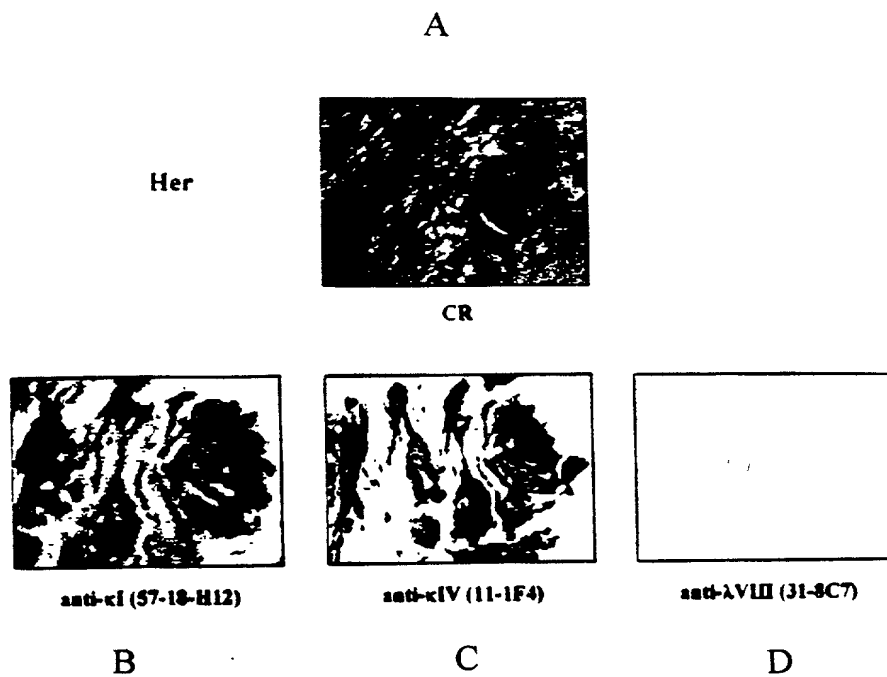 A
Her
CR
anti-κI (57-18-H12) anti-κIV (11-1F4) anti-λVIII (31-8C7)
B C D